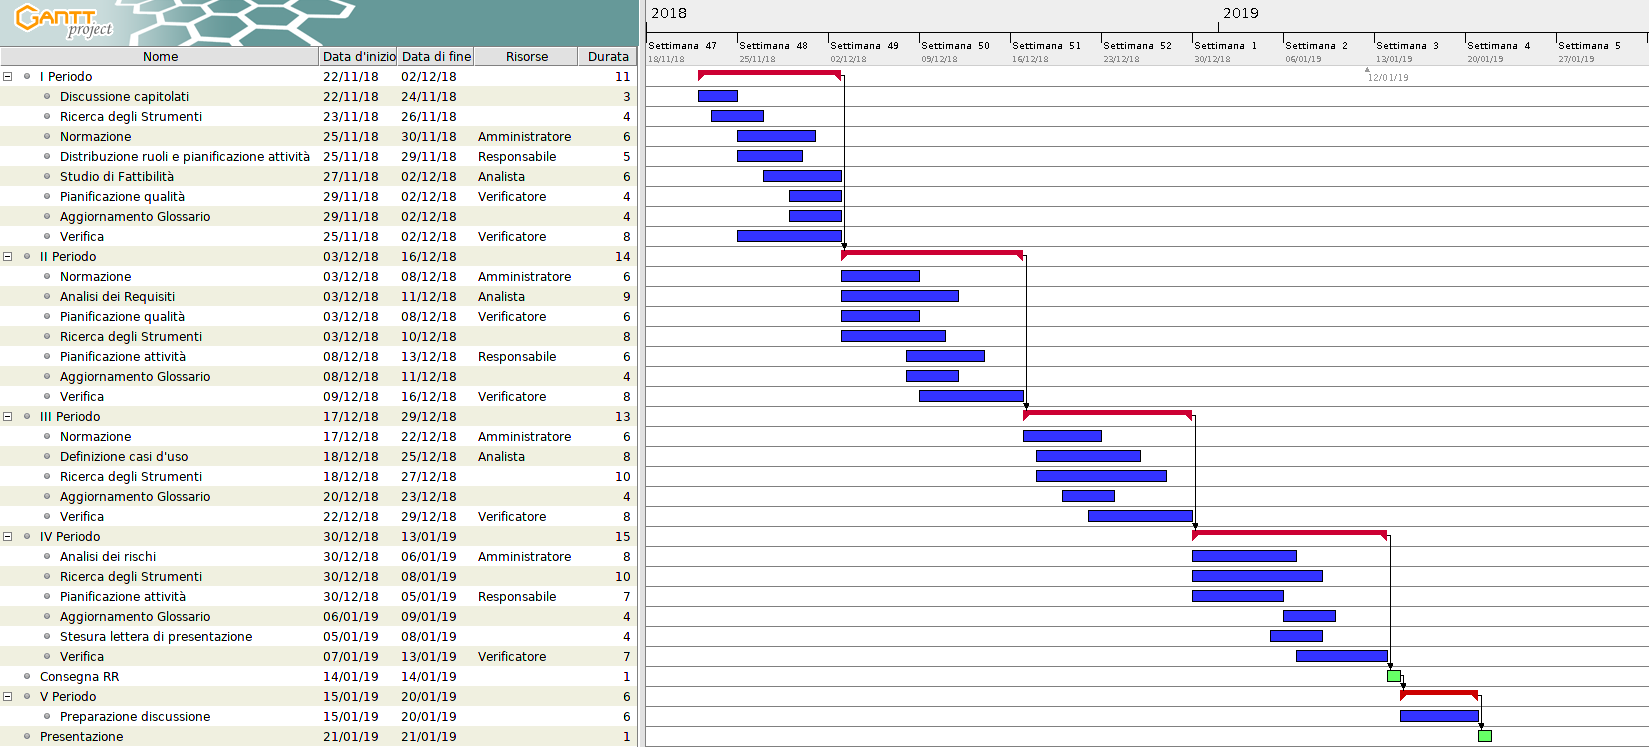 GANTT
project
2018 2019
Settimana 47 Settimana 48 Settimana 49 Settimana 50 Settimana 51 Settimana 52 Settimana 1 Settimana 2 Settimana 3 Settimana 4 Settimana 5
18/11/18 25/11/18 02/12/18 09/12/18 16/12/18 23/12/18 30/12/18 06/01/19 13/01/19 20/01/19 27/01/19
12/01/19
Nome Data d'inizio Data di fine Risorse Durata
I Periodo 22/11/18 02/12/18 11
Discussione capitolati 22/11/18 24/11/18 3
Ricerca degli Strumenti 23/11/18 26/11/18 4
Normazione 25/11/18 30/11/18 Amministratore 6
Distribuzione ruoli e pianificazione attività 25/11/18 29/11/18 Responsabile 5
Studio di Fattibilità 27/11/18 02/12/18 Analista 6
Pianificazione qualità 29/11/18 02/12/18 Verificatore 4
Aggiornamento Glossario 29/11/18 02/12/18 4
Verifica 25/11/18 02/12/18 Verificatore 8
II Periodo 03/12/18 16/12/18 14
Normazione 03/12/18 08/12/18 Amministratore 6
Analisi dei Requisiti 03/12/18 11/12/18 Analista 9
Pianificazione qualità 03/12/18 08/12/18 Verificatore 6
Ricerca degli Strumenti 03/12/18 10/12/18 8
Pianificazione attività 08/12/18 13/12/18 Responsabile 6
Aggiornamento Glossario 08/12/18 11/12/18 4
Verifica 09/12/18 16/12/18 Verificatore 8
III Periodo 17/12/18 29/12/18 13
Normazione 17/12/18 22/12/18 Amministratore 6
Definizione casi d'uso 18/12/18 25/12/18 Analista 8
Ricerca degli Strumenti 18/12/18 27/12/18 10
Aggiornamento Glossario 20/12/18 23/12/18 4
Verifica 22/12/18 29/12/18 Verificatore 8
IV Periodo 30/12/18 13/01/19 15
Analisi dei rischi 30/12/18 06/01/19 Amministratore 8
Ricerca degli Strumenti 30/12/18 08/01/19 10
Pianificazione attività 30/12/18 05/01/19 Responsabile 7
Aggiornamento Glossario 06/01/19 09/01/19 4
Stesura lettera di presentazione 05/01/19 08/01/19 4
Verifica 07/01/19 13/01/19 Verificatore 7
Consegna RR 14/01/19 14/01/19 1
V Periodo 15/01/19 20/01/19 6
Preparazione discussione 15/01/19 20/01/19 6
Presentazione 21/01/19 21/01/19 1